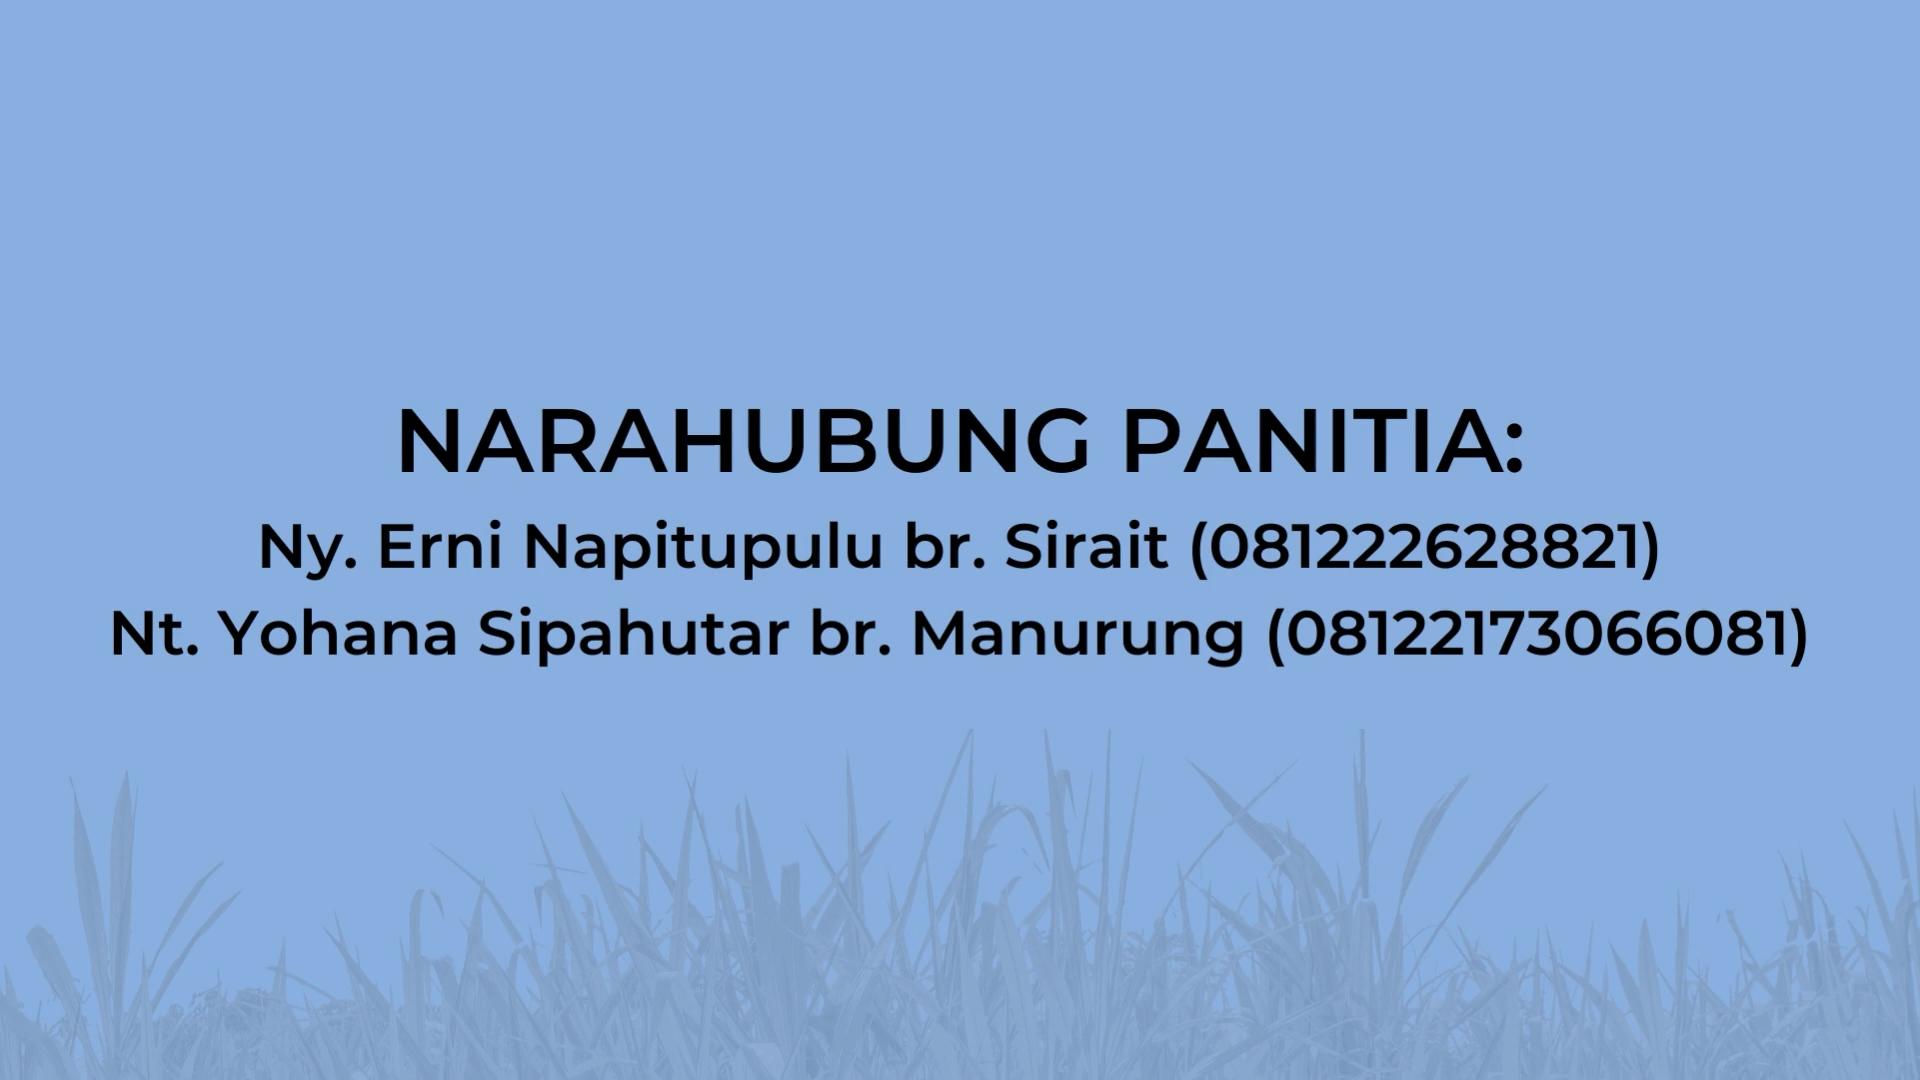 NARAHUBUNG PANITIA:
Ny. Erni Napitupulu br. Sirait (081222628821)
Nt. Yohana Sipahutar br. Manurung (08122173066081)